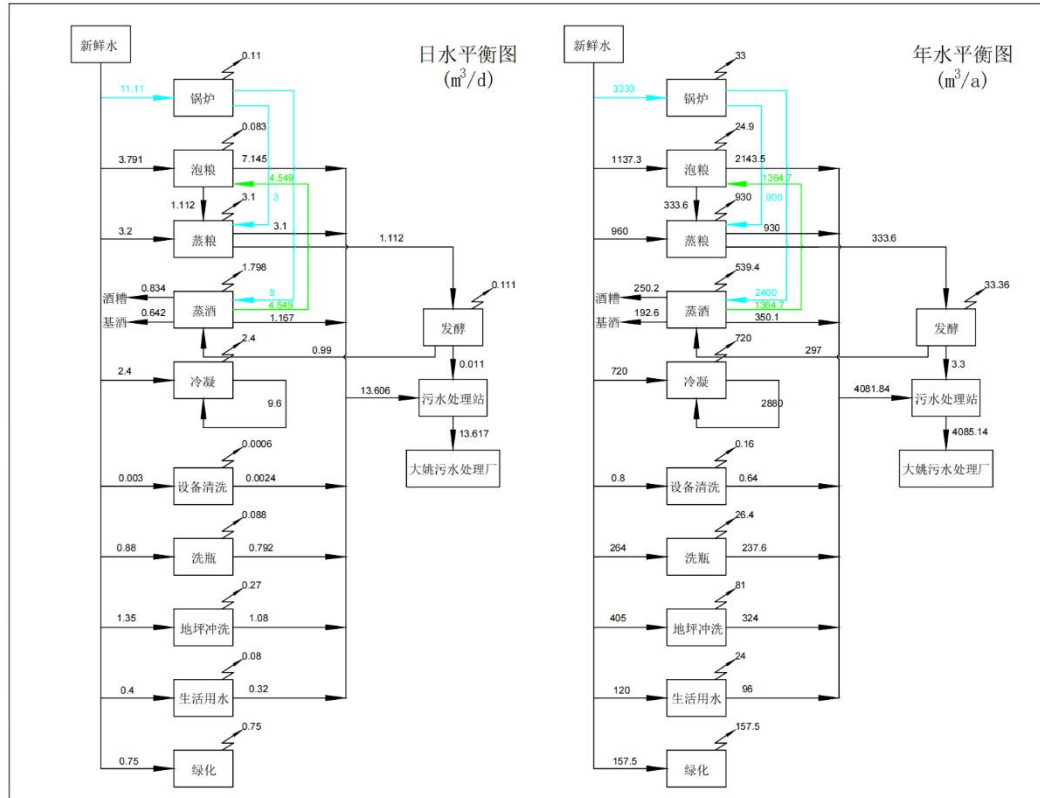 日水平衡图
(m³/d)
新鲜水
0.11
11.11
锅炉
0.083
3.791
泡粮
7.145
4.549
3
1.112
3.1
3.2
蒸粮
3.1
1.112
1.798
0.834
酒糟
0.642
基酒
蒸酒
8
4.549
1.167
0.111
发酵
0.99
0.011
2.4
2.4
冷凝
9.6
13.606
污水处理站
13.617
大姚污水处理厂
0.0006
0.003
设备清洗
0.0024
0.088
0.88
洗瓶
0.792
0.27
1.35
地坪冲洗
1.08
0.08
0.4
生活用水
0.32
0.75
0.75
绿化
年水平衡图
(m³/a)
新鲜水
33
3333
锅炉
24.9
1137.3
泡粮
2143.5
1364.7
900
333.6
930
960
蒸粮
930
333.6
539.4
250.2
酒糟
192.6
基酒
蒸酒
2400
1364.7
350.1
33.36
发酵
297
3.3
720
720
冷凝
2880
4081.84
污水处理站
4085.14
大姚污水处理厂
0.16
0.8
设备清洗
0.64
26.4
264
洗瓶
237.6
81
405
地坪冲洗
324
24
120
生活用水
96
157.5
157.5
绿化